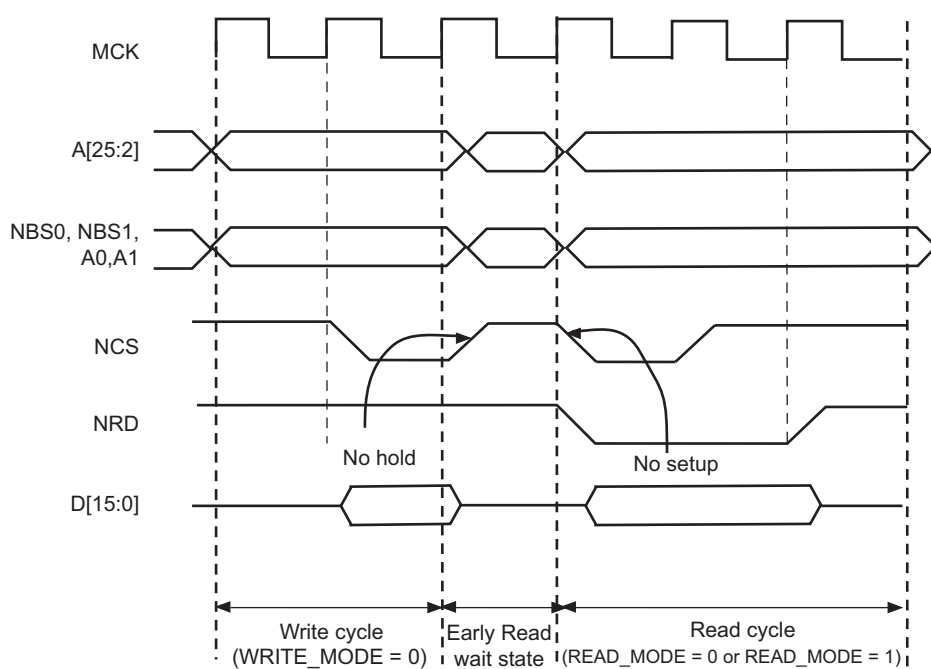 MCK
A[25:2]
NBS0, NBS1,
A0,A1
NCS
NRD
No hold
No setup
D[15:0]
Write cycle
(WRITE_MODE = 0)
Early Read
wait state
Read cycle
(READ_MODE = 0 or READ_MODE = 1)